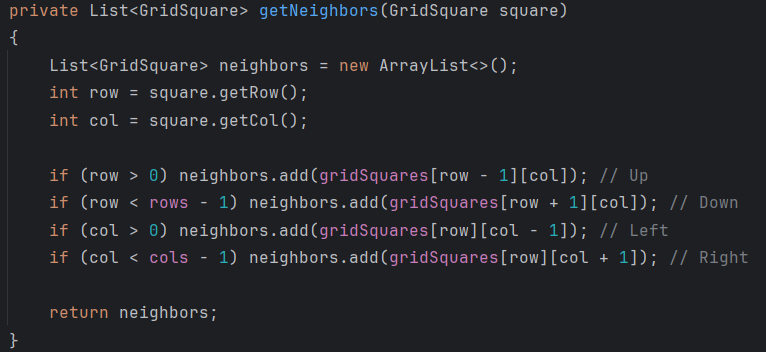 private List<GridSquare> getNeighbors(GridSquare square)
{
    List<GridSquare> neighbors = new ArrayList<>();
    int row = square.getRow();
    int col = square.getCol();

    if (row > 0) neighbors.add(gridSquares[row - 1][col]); // Up
    if (row < rows - 1) neighbors.add(gridSquares[row + 1][col]); // Down
    if (col > 0) neighbors.add(gridSquares[row][col - 1]); // Left
    if (col < cols - 1) neighbors.add(gridSquares[row][col + 1]); // Right

    return neighbors;
}